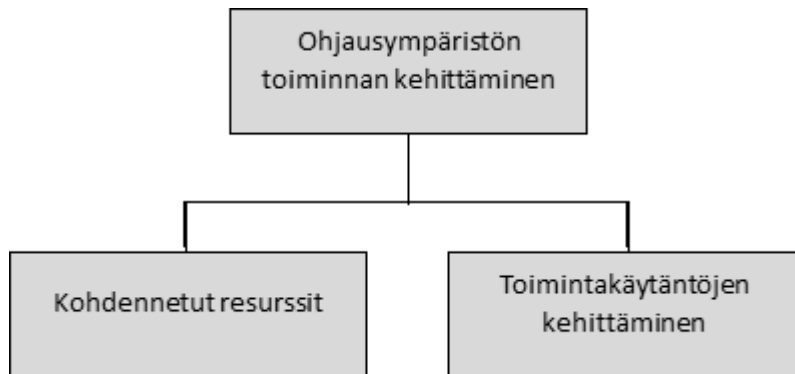 Ohjausympäristön
toiminnan kehittäminen
Kohdennetut resurssit
Toimintakäytäntöjen
kehittäminen